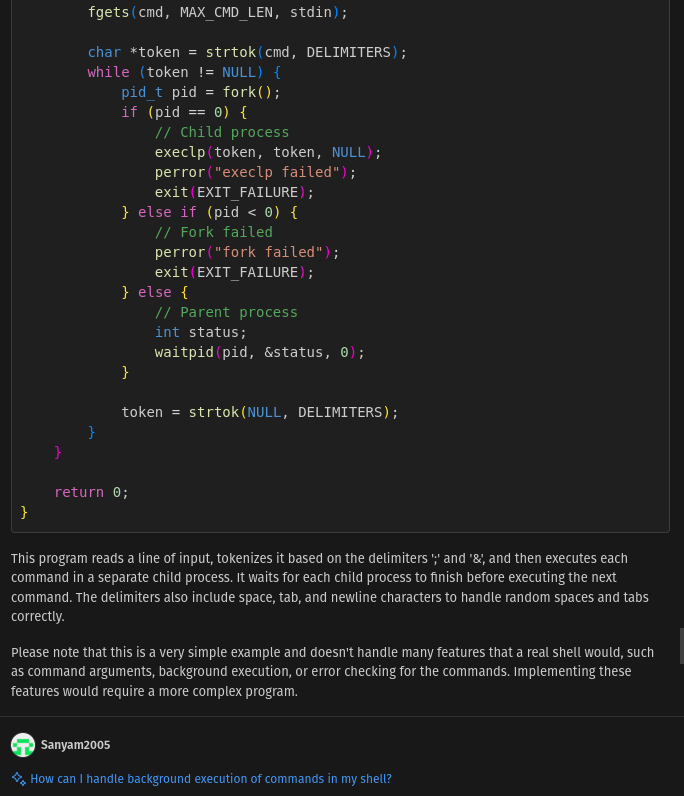 fgets(cmd, MAX_CMD_LEN, stdin);
char *token = strtok(cmd, DELIMITERS);
while (token != NULL) {
pid_t pid = fork();
if (pid == 0) {
// Child process
execlp(token, token, NULL);
perror("execlp failed");
exit(EXIT_FAILURE);
} else if (pid < 0) {
// Fork failed
perror("fork failed");
exit(EXIT_FAILURE);
} else {
// Parent process
int status;
waitpid(pid, &status, 0);
}
token = strtok(NULL, DELIMITERS);
}
}
return 0;
}
This program reads a line of input, tokenizes it based on the delimiters ';' and '&', and then executes each
command in a separate child process. It waits for each child process to finish before executing the next
command. The delimiters also include space, tab, and newline characters to handle random spaces and tabs
correctly.
Please note that this is a very simple example and doesn't handle many features that a real shell would, such
as command arguments, background execution, or error checking for the commands. Implementing these
features would require a more complex program.
Sanyam2005
How can I handle background execution of commands in my shell?